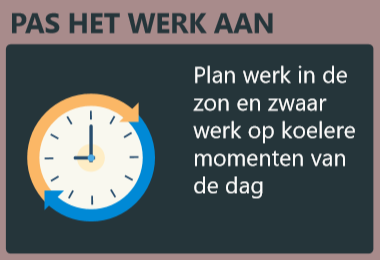 PAS HET WERK AAN
Plan werk in de
zon en zwaar
werk op koelere
momenten van
de dag